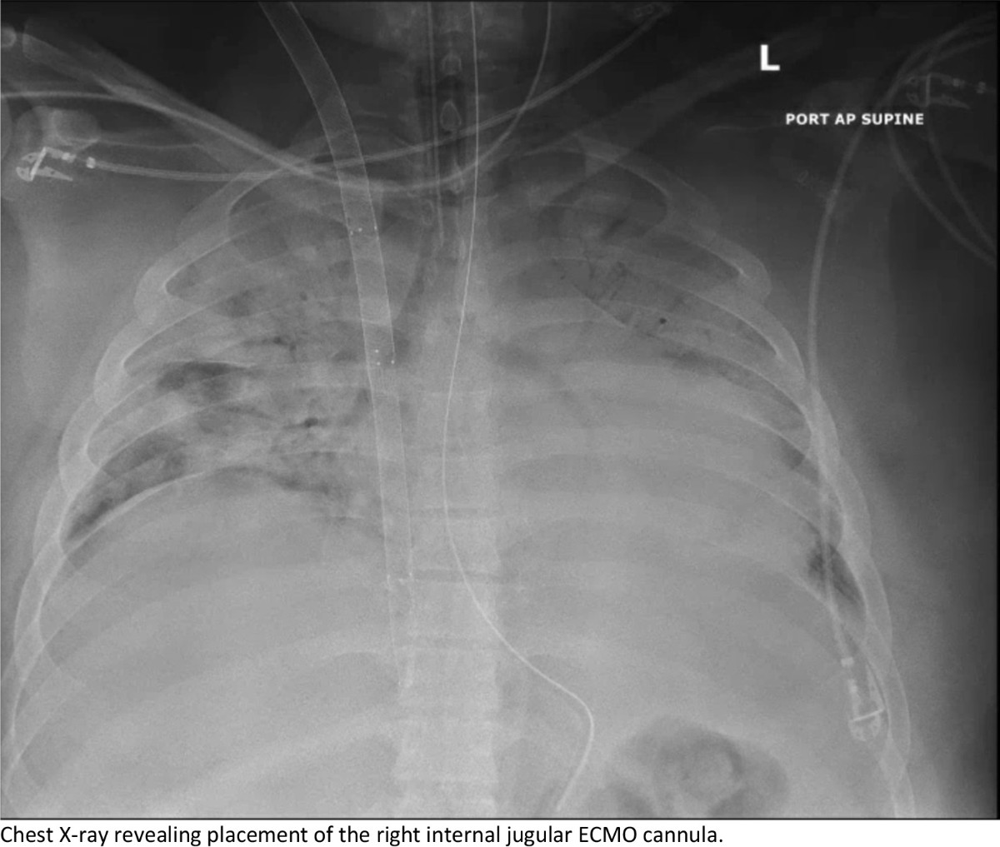 L
PORT AP SUPINE
Chest X-ray revealing placement of the right internal jugular ECMO cannula.